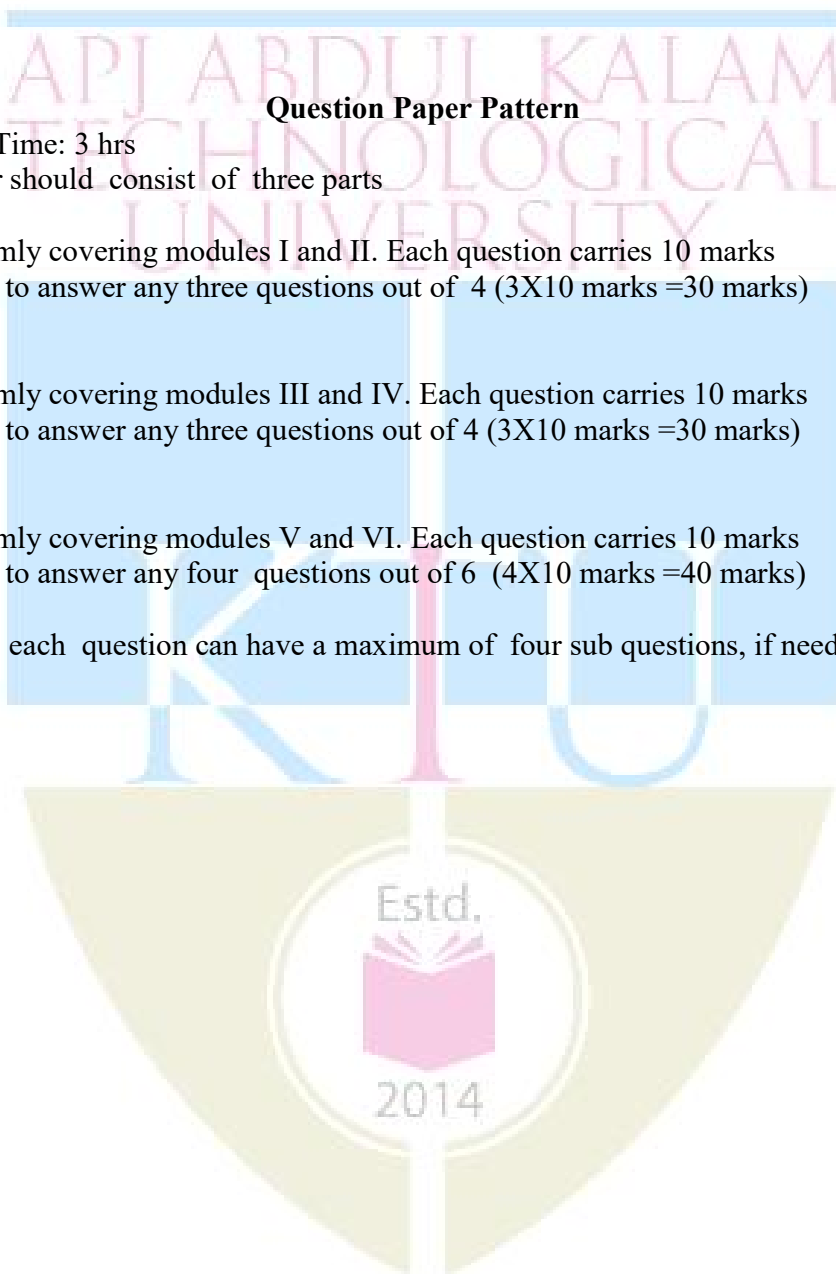 APJ ABDUL KALAM
TECHNOLOGICAL
UNIVERSITY
Question Paper Pattern
Time: 3 hrs
r should consist of three parts
mly covering modules I and II. Each question carries 10 marks
to answer any three questions out of 4 (3X10 marks =30 marks)
mly covering modules III and IV. Each question carries 10 marks
to answer any three questions out of 4 (3X10 marks =30 marks)
mly covering modules V and VI. Each question carries 10 marks
to answer any four questions out of 6 (4X10 marks =40 marks)
each question can have a maximum of four sub questions, if need
KTU
Estd.
2014